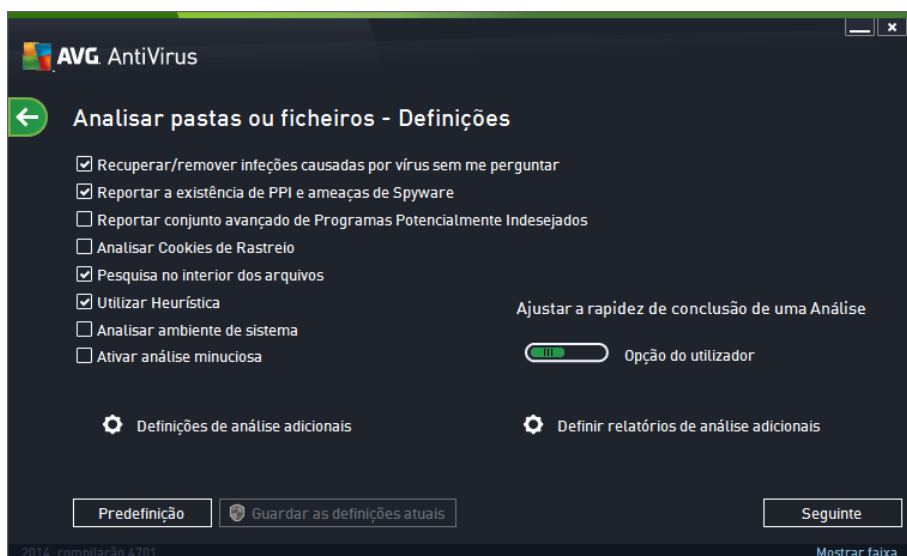 AVG. AntiVirus
Analisar pastas ou ficheiros - Definições
Recuperar/remover infeções causadas por vírus sem me perguntar
Reportar a existência de PPI e ameaças de Spyware
Reportar conjunto avançado de Programas Potencialmente Indesejados
Analisar Cookies de Rastreio
Pesquisa no interior dos arquivos
Utilizar Heurística
Analisar ambiente de sistema
Ativar análise minuciosa
Ajustar a rapidez de conclusão de uma Análise
Opção do utilizador
Definições de análise adicionais
Definir relatórios de análise adicionais
Predefinição
Guardar as definições atuais
Seguinte
2014, compilação 4701
Mostrar faixa